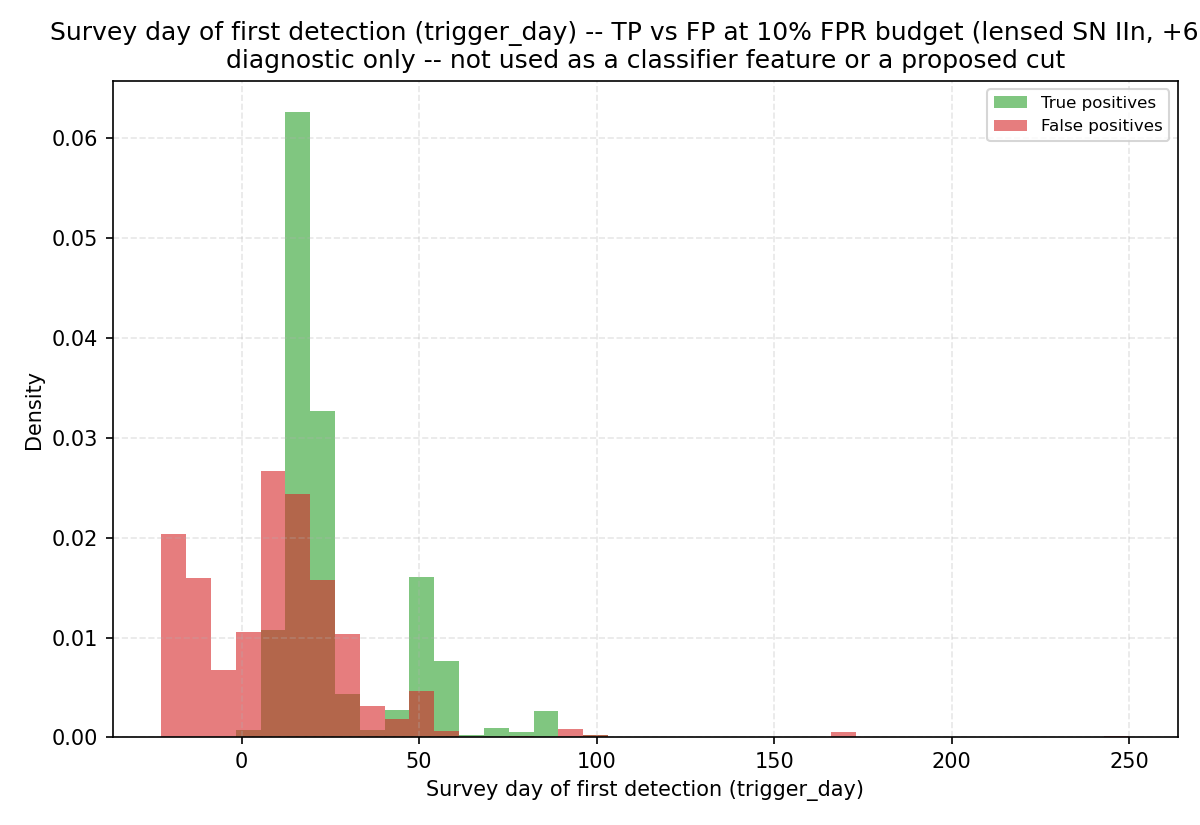 Survey day of first detection (trigger_day) -- TP vs FP at 10% FPR budget (lensed SN IIn, +6
diagnostic only -- not used as a classifier feature or a proposed cut
True positives
False positives
0.06
0.05
0.04
0.03
0.02
0.01
0.00
Density
0 50 100 150 200 250
Survey day of first detection (trigger_day)